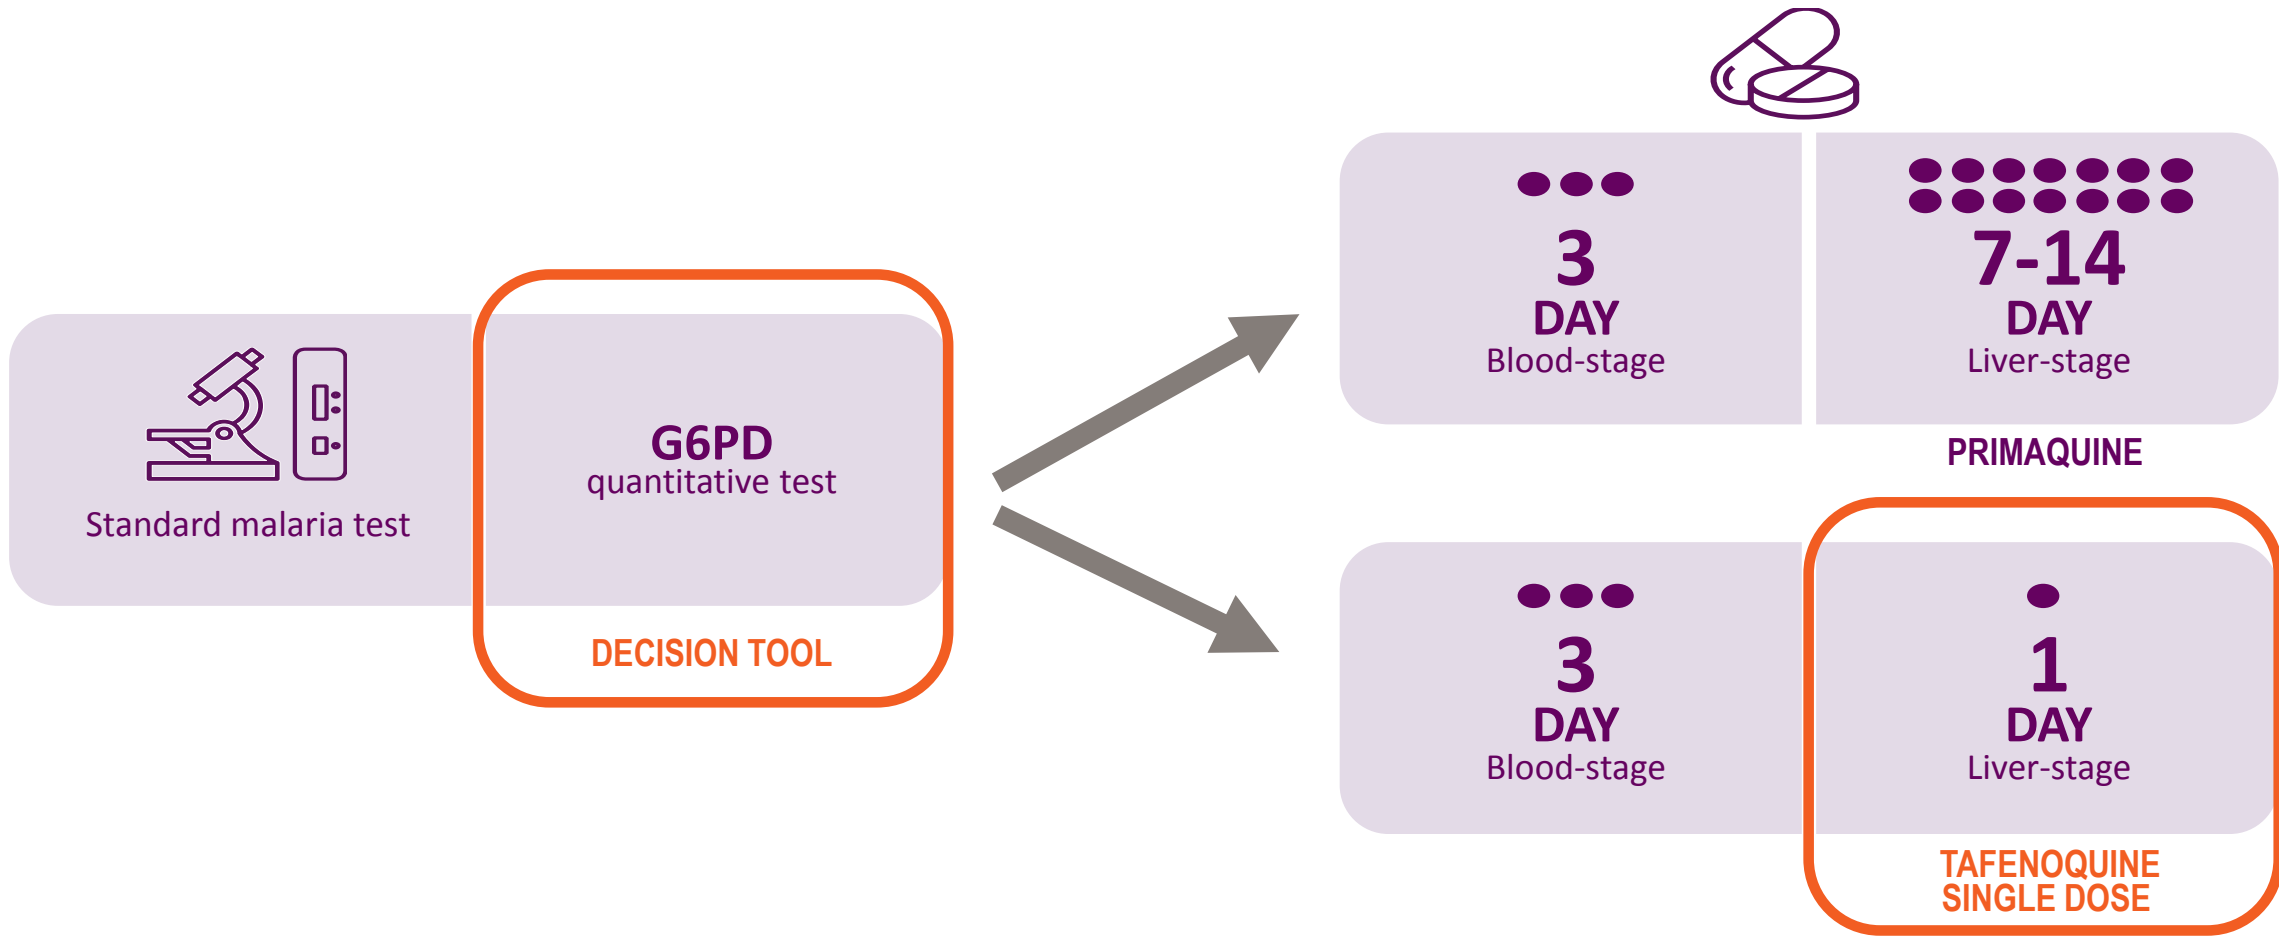 Standard malaria test
G6PD
quantitative test
DECISION TOOL
3
DAY
Blood-stage
7-14
DAY
Liver-stage
PRIMAQUINE
3
DAY
Blood-stage
1
DAY
Liver-stage
TAFENOQUINE
SINGLE DOSE